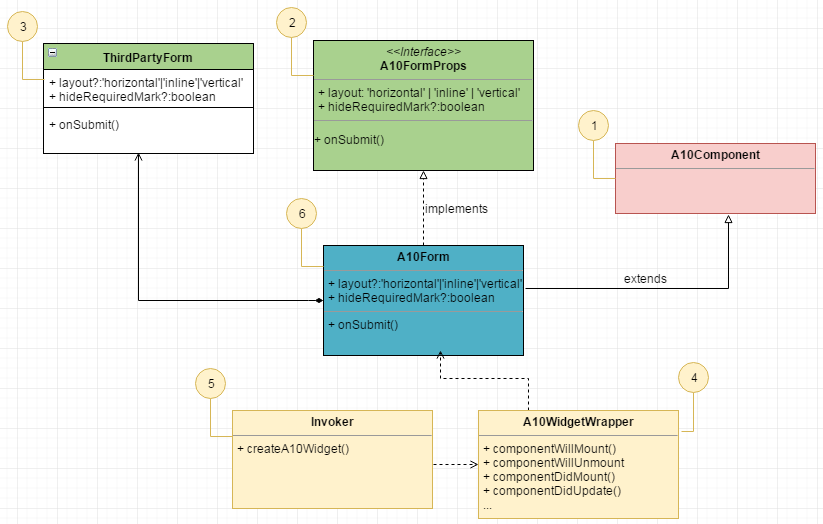 3
ThirdPartyForm
+ layout?:'horizontal'|'inline'|'vertical'
+ hideRequiredMark?:boolean
+ onSubmit()
2
<<Interface>>
A10FormProps
+ layout: 'horizontal' | 'inline' | 'vertical'
+ hideRequiredMark?:boolean
+ onSubmit()
1
A10Component
implements
6
A10Form
+ layout?:'horizontal'|'inline'|'vertical'
+ hideRequiredMark?:boolean
+ onSubmit()
extends
5
Invoker
+ createA10Widget()
4
A10WidgetWrapper
+ componentWillMount()
+ componentWillUnmount
+ componentDidMount()
+ componentDidUpdate()
...